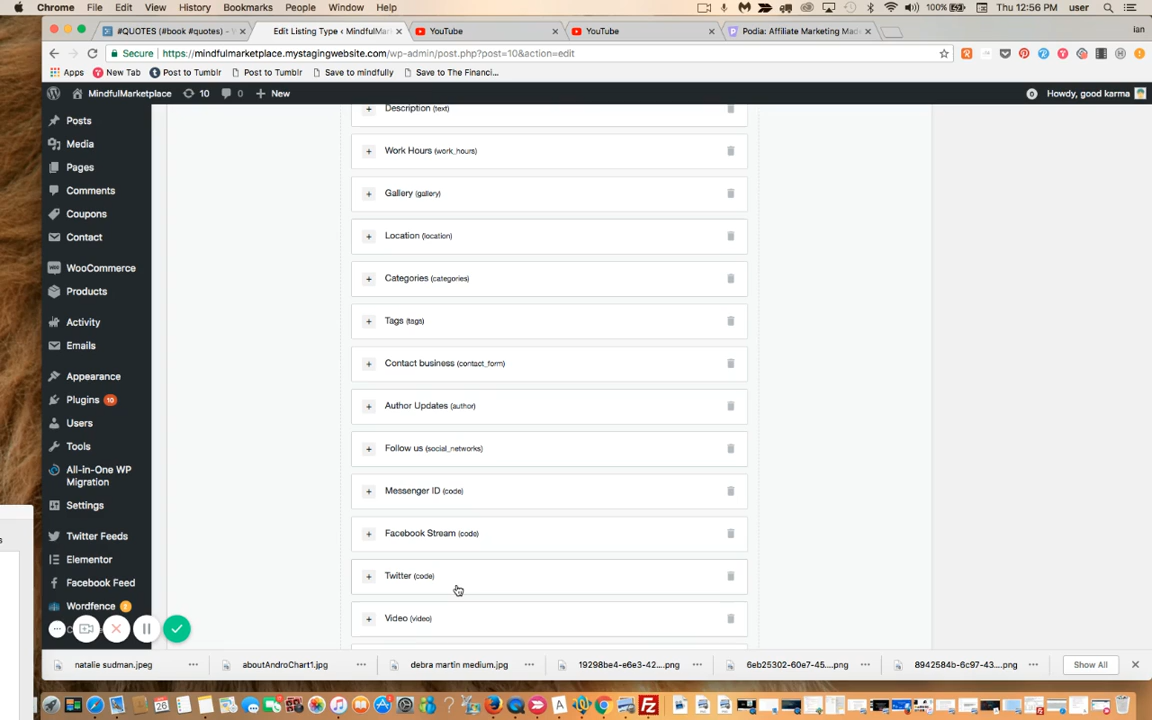 Chrome File Edit View History Bookmarks People Window Help 100% Thu 12:56 PM user
#QUOTES (#book #quotes) - Edit Listing Type ‹ MindfulMar YouTube YouTube Podia: Affiliate Marketing Mad Ian
Secure https://mindfulmarketplace.mystagingwebsite.com/wp-admin/post.php?post=10&action=edit
Apps New Tab Post to Tumblr Post to Tumblr Save to mindfully Save to The Financi...
MindfulMarketplace 10 0 + New 0 Howdy, good karma
Posts
Media
Pages
Comments
Coupons
Contact
WooCommerce
Products
Activity
Emails
Appearance
Plugins 10
Users
Tools
All-in-One WP
Migration
Settings
Twitter Feeds
Elementor
Facebook Feed
Wordfence 7
+ Description (text)
+ Work Hours (work_hours)
+ Gallery (gallery)
+ Location (location)
+ Categories (categories)
+ Tags (tags)
+ Contact business (contact_form)
+ Author Updates (author)
+ Follow us (social_networks)
+ Messenger ID (code)
+ Facebook Stream (code)
+ Twitter (code)
+ Video (video)
natalie sudman.jpeg aboutAndroChart1.jpg debra martin medium.jpg 19298be4-e6e3-42....png 6eb25302-60e7-45....png 8942584b-6c97-43....png Show All